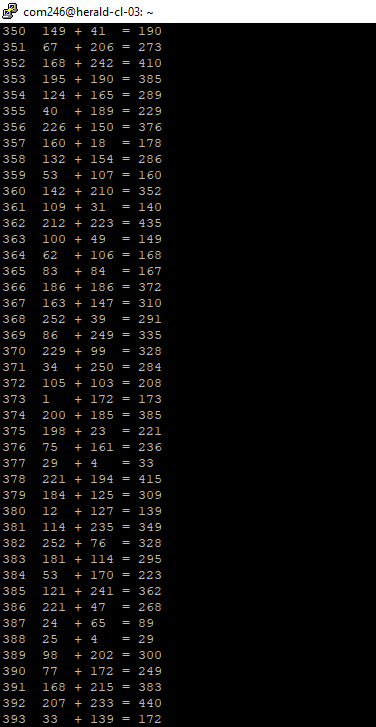 com246@herald-cl-03: ~
350 149 + 41 = 190
351 67 + 206 = 273
352 168 + 242 = 410
353 195 + 190 = 385
354 124 + 165 = 289
355 40 + 189 = 229
356 226 + 150 = 376
357 160 + 18 = 178
358 132 + 154 = 286
359 53 + 107 = 160
360 142 + 210 = 352
361 109 + 31 = 140
362 212 + 223 = 435
363 100 + 49 = 149
364 62 + 106 = 168
365 83 + 84 = 167
366 186 + 186 = 372
367 163 + 147 = 310
368 252 + 39 = 291
369 86 + 249 = 335
370 229 + 99 = 328
371 34 + 250 = 284
372 105 + 103 = 208
373 1 + 172 = 173
374 200 + 185 = 385
375 198 + 23 = 221
376 75 + 161 = 236
377 29 + 4 = 33
378 221 + 194 = 415
379 184 + 125 = 309
380 12 + 127 = 139
381 114 + 235 = 349
382 252 + 76 = 328
383 181 + 114 = 295
384 53 + 170 = 223
385 121 + 241 = 362
386 221 + 47 = 268
387 24 + 65 = 89
388 25 + 4 = 29
389 98 + 202 = 300
390 77 + 172 = 249
391 168 + 215 = 383
392 207 + 233 = 440
393 33 + 139 = 172